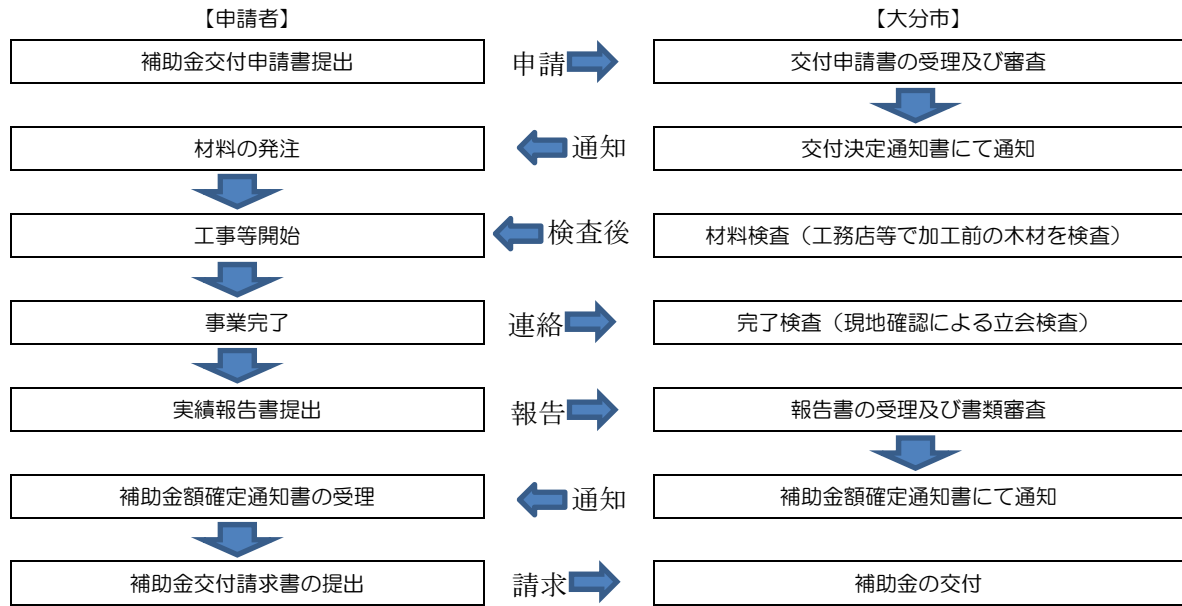 【申請者】
【大分市】
補助金交付申請書提出
申請
交付申請書の受理及び審査
材料の発注
通知
交付決定通知書にて通知
工事等開始
検査後
材料検査（工務店等で加工前の木材を検査）
事業完了
連絡
完了検査（現地確認による立会検査）
実績報告書提出
報告
報告書の受理及び書類審査
補助金額確定通知書の受理
通知
補助金額確定通知書にて通知
補助金交付請求書の提出
請求
補助金の交付